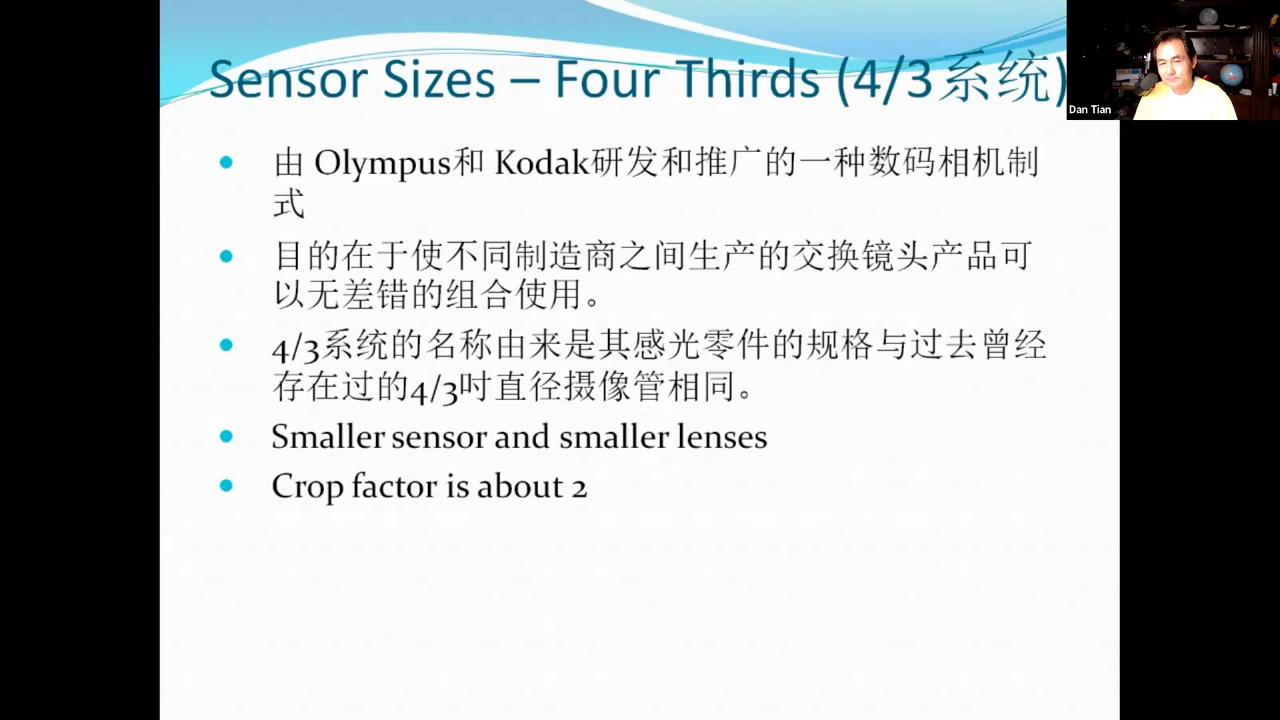 Sensor Sizes – Four Thirds (4/3系统)
Dan Tian
由 Olympus和 Kodak研发和推广的一种数码相机制
式
目的在于使不同制造商之间生产的交换镜头产品可
以无差错的组合使用。
4/3系统的名称由来是其感光零件的规格与过去曾经
存在过的4/3吋直径摄像管相同。
Smaller sensor and smaller lenses
Crop factor is about 2